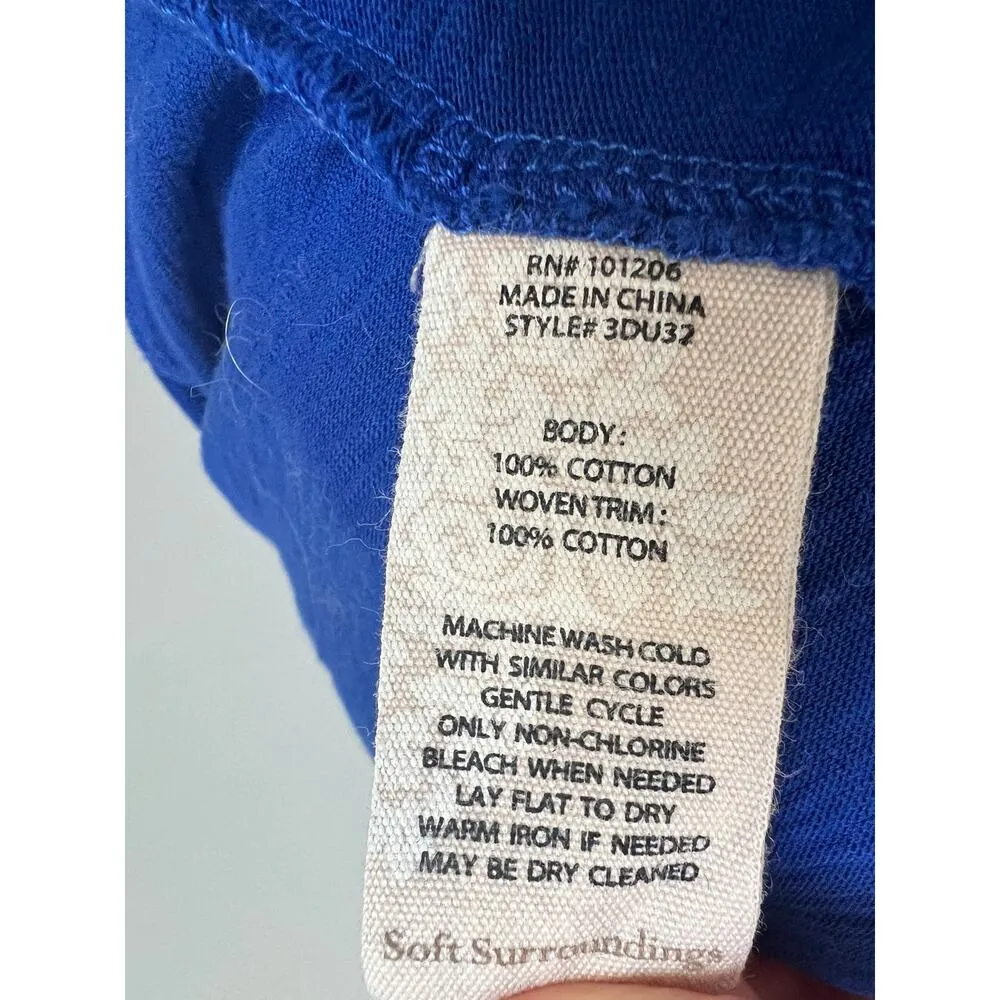 RN# 101206
MADE IN CHINA
STYLE# 3DU32
BODY:
100% COTTON
WOVEN TRIM:
100% COTTON
MACHINE WASH COLD
WITH SIMILAR COLORS
GENTLE CYCLE
ONLY NON-CHLORINE
BLEACH WHEN NEEDED
LAY FLAT TO DRY
WARM IRON IF NEEDED
MAY BE DRY CLEANED
Soft Surroundings